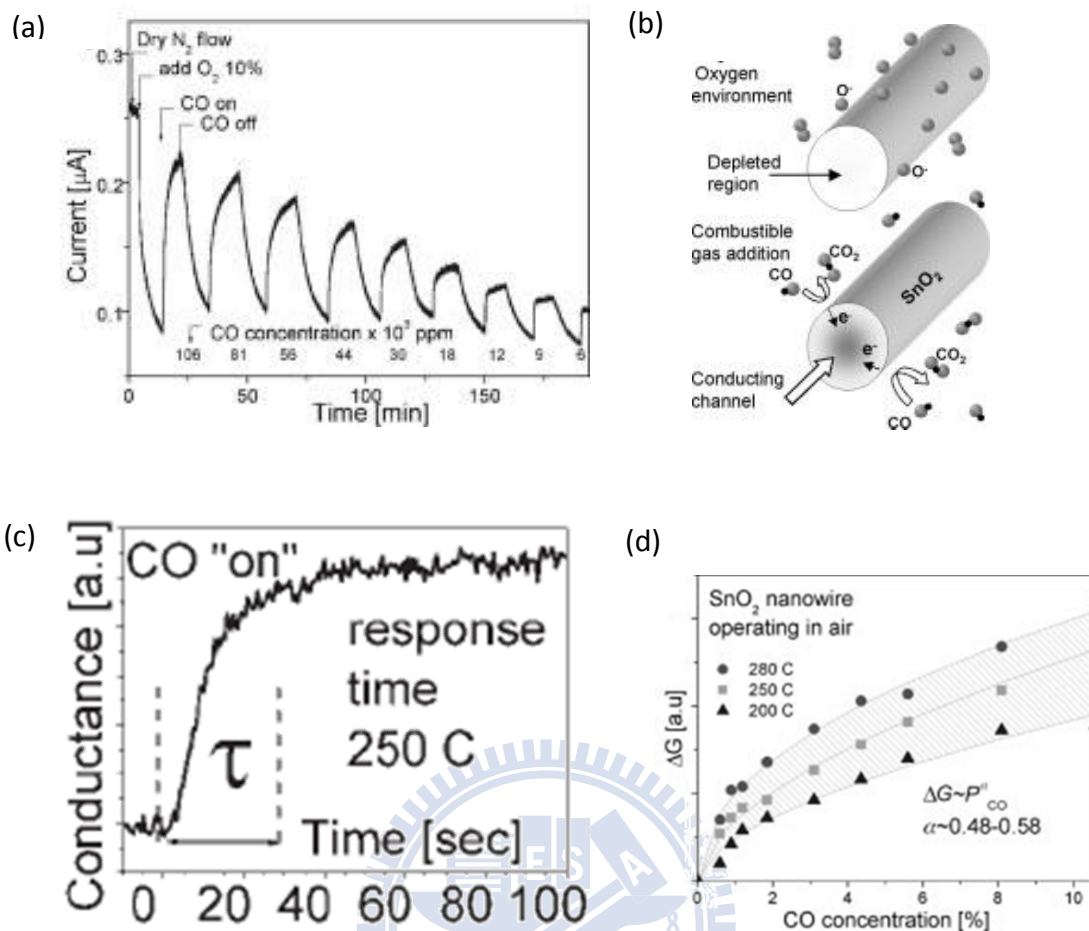 (a)
Current [µA]
0.3
0.2
0.1
Dry N2 flow
add O2 10%
CO on
CO off
CO concentration x 10³ ppm
106 81 56 44 30 18 12 9 6
0 50 100 150
Time [min]
(b)
Oxygen
environment
O-
Depleted
region
O-
Combustible
gas addition
CO2
CO
SnO2
e-
e-
CO2
Conducting
channel
CO
(c)
Conductance [a.u]
CO "on"
response
time
250 C
τ
Time [sec]
0 20 40 60 80 100
(d)
ΔG [a.u]
SnO2 nanowire
operating in air
280 C
250 C
200 C
ΔG~PαCO
α~0.48-0.58
0 2 4 6 8 10
CO concentration [%]
ESA